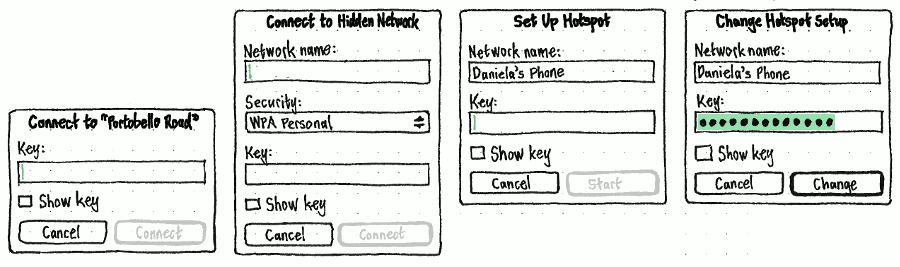 Connect to "Portobello Road"
Key:
Show key
Cancel
Connect
Connect to Hidden Network
Network name:
Security:
WPA Personal
Key:
Show key
Cancel
Connect
Set Up Hotspot
Network name:
Daniela's Phone
Key:
Show key
Cancel
Start
Change Hotspot Setup
Network name:
Daniela's Phone
Key:
Show key
Cancel
Change